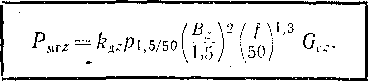 P_мгz = k_дz p_1,5/50 (B_z/1,5)^2 (f/50)^1,3 G_cz.